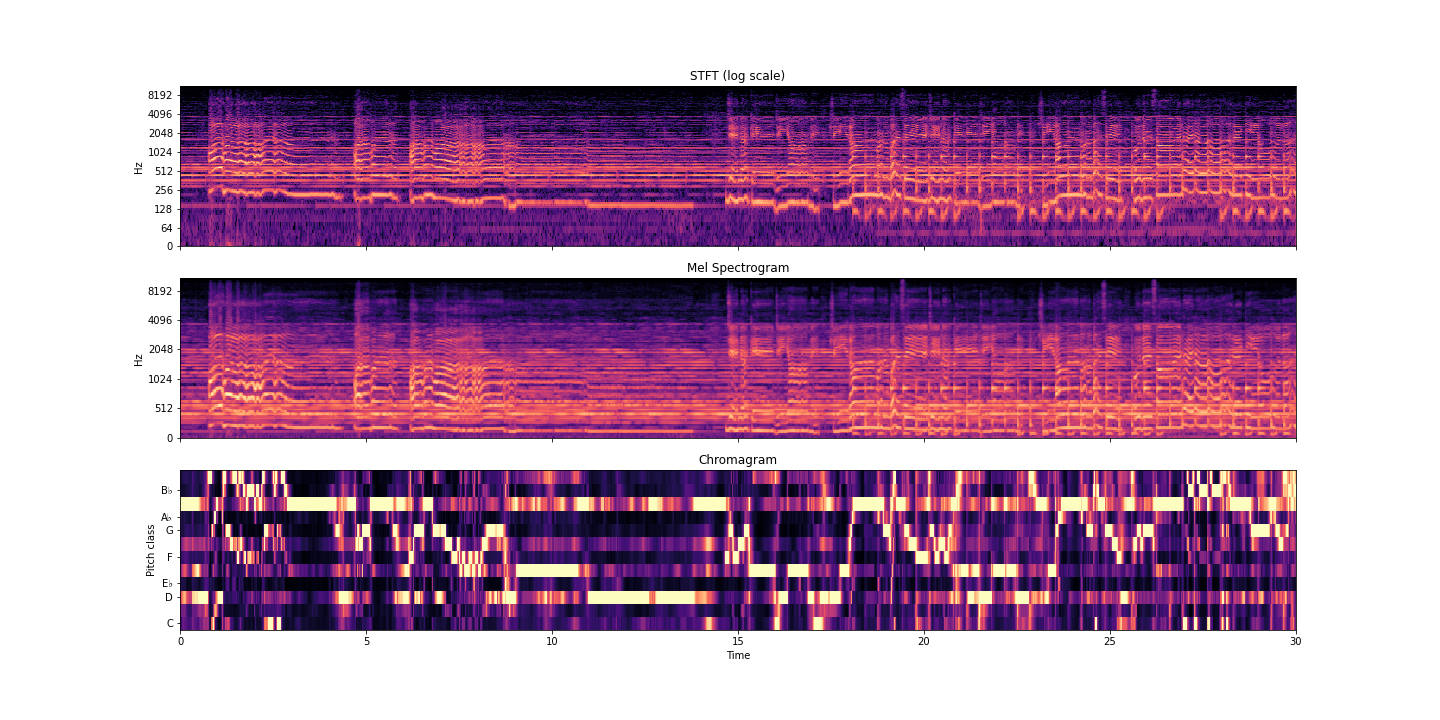 STFT (log scale)
8192
4096
2048
1024
512
256
128
64
0
Hz
Mel Spectrogram
8192
4096
2048
1024
512
0
Hz
Chromagram
B♭
A♭
G
F
E♭
D
C
Pitch class
0 5 10 15 20 25 30
Time